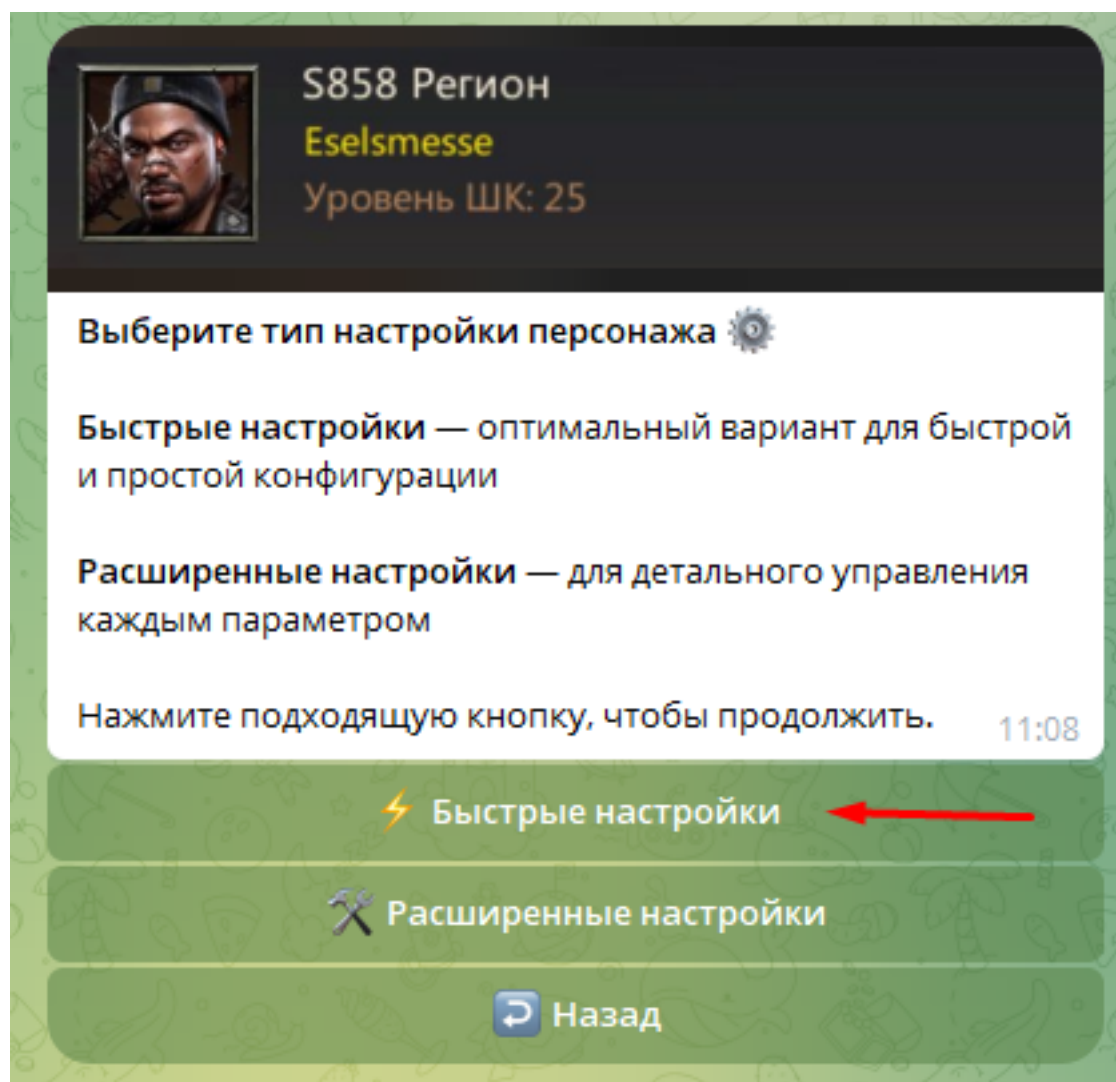 S858 Регион
Eselsmesse
Уровень ШК: 25
Выберите тип настройки персонажа
Быстрые настройки — оптимальный вариант для быстрой
и простой конфигурации
Расширенные настройки — для детального управления
каждым параметром
Нажмите подходящую кнопку, чтобы продолжить.
11:08
Быстрые настройки
Расширенные настройки
Назад